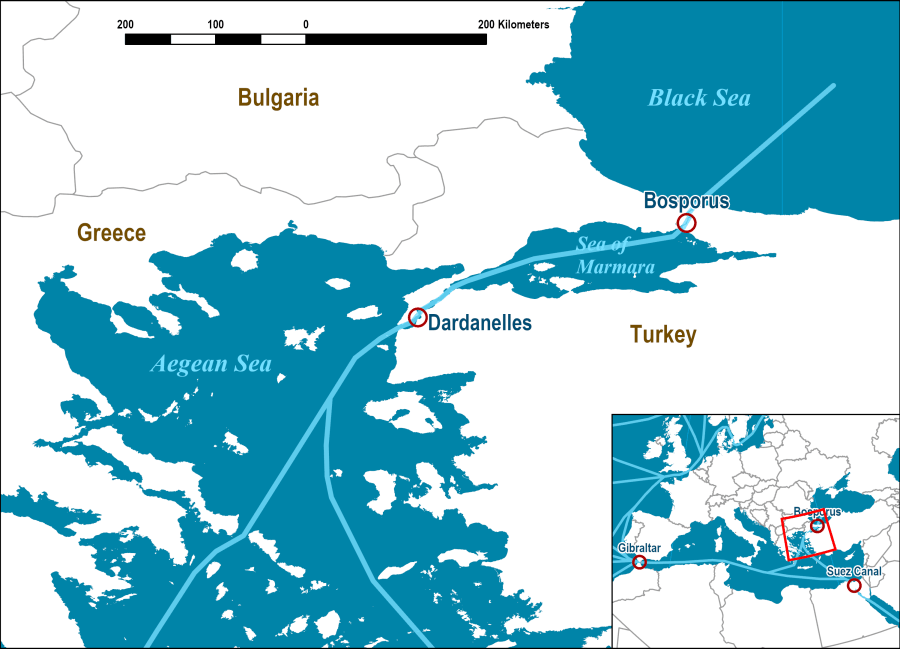 200 100 0 200 Kilometers
Bulgaria
Black Sea
Bosporus
Greece
Sea of
Marmara
Dardanelles
Turkey
Aegean Sea
Bosporus
Gibraltar
Suez Canal